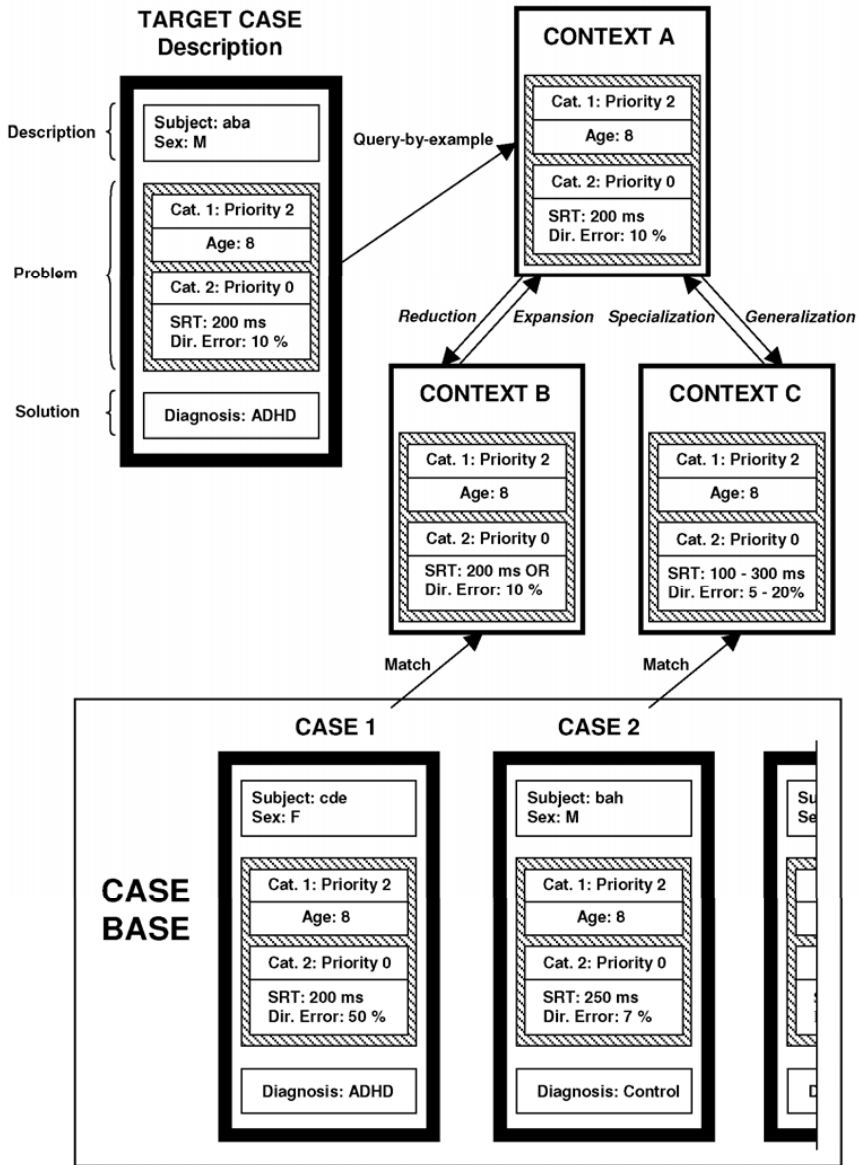 TARGET CASE
Description
Description
Subject: aba
Sex: M
Problem
Cat. 1: Priority 2
Age: 8
Cat. 2: Priority 0
SRT: 200 ms
Dir. Error: 10 %
Solution
Diagnosis: ADHD
Query-by-example
CONTEXT A
Cat. 1: Priority 2
Age: 8
Cat. 2: Priority 0
SRT: 200 ms
Dir. Error: 10 %
Reduction
Expansion
Specialization
Generalization
CONTEXT B
Cat. 1: Priority 2
Age: 8
Cat. 2: Priority 0
SRT: 200 ms OR
Dir. Error: 10 %
CONTEXT C
Cat. 1: Priority 2
Age: 8
Cat. 2: Priority 0
SRT: 100 - 300 ms
Dir. Error: 5 - 20%
Match
Match
CASE BASE
CASE 1
Subject: cde
Sex: F
Cat. 1: Priority 2
Age: 8
Cat. 2: Priority 0
SRT: 200 ms
Dir. Error: 50 %
Diagnosis: ADHD
CASE 2
Subject: bah
Sex: M
Cat. 1: Priority 2
Age: 8
Cat. 2: Priority 0
SRT: 250 ms
Dir. Error: 7 %
Diagnosis: Control